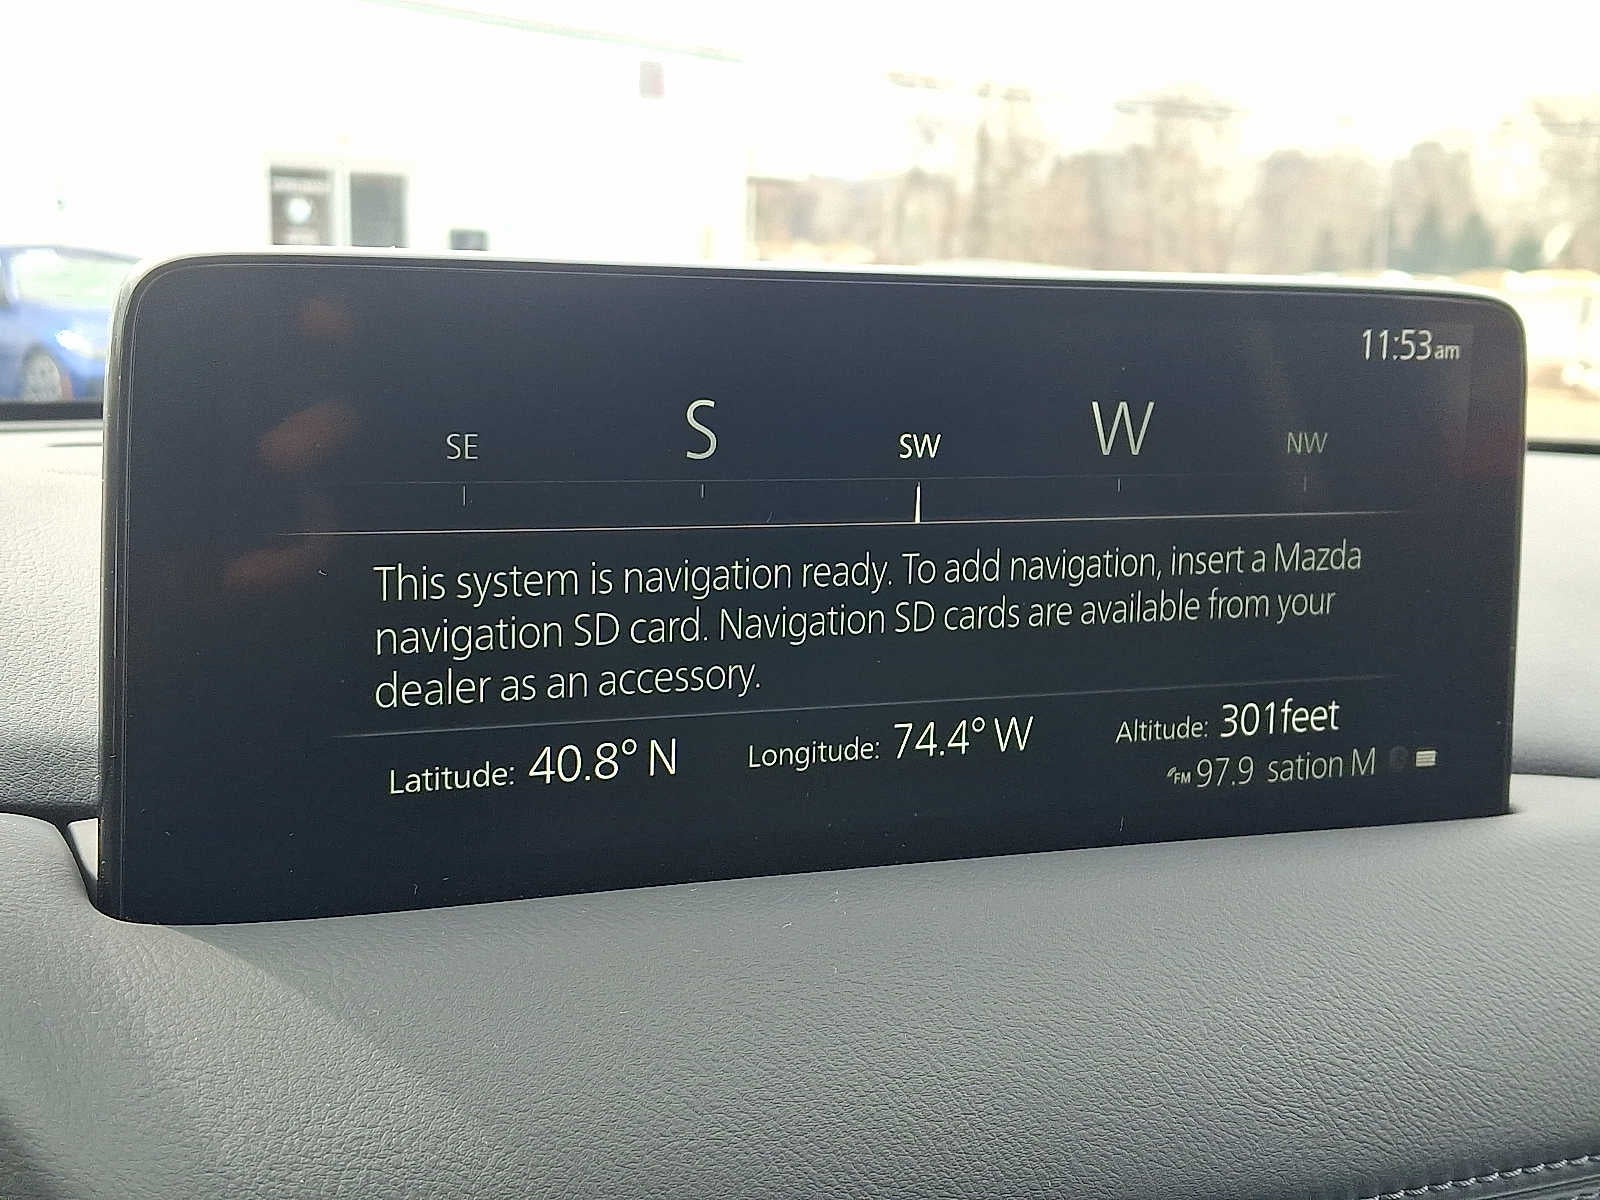 11:53am
SE S SW W NW
This system is navigation ready. To add navigation, insert a Mazda
navigation SD card. Navigation SD cards are available from your
dealer as an accessory.
Latitude: 40.8° N Longitude: 74.4° W Altitude: 301feet
FM 97.9 sation M